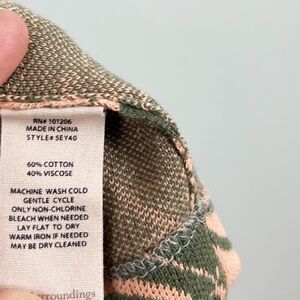 RN# 101206
MADE IN CHINA
STYLE# 5EY40
60% COTTON
40% VISCOSE
MACHINE WASH COLD
GENTLE CYCLE
ONLY NON-CHLORINE
BLEACH WHEN NEEDED
LAY FLAT TO DRY
WARM IRON IF NEEDED
MAY BE DRY CLEANED